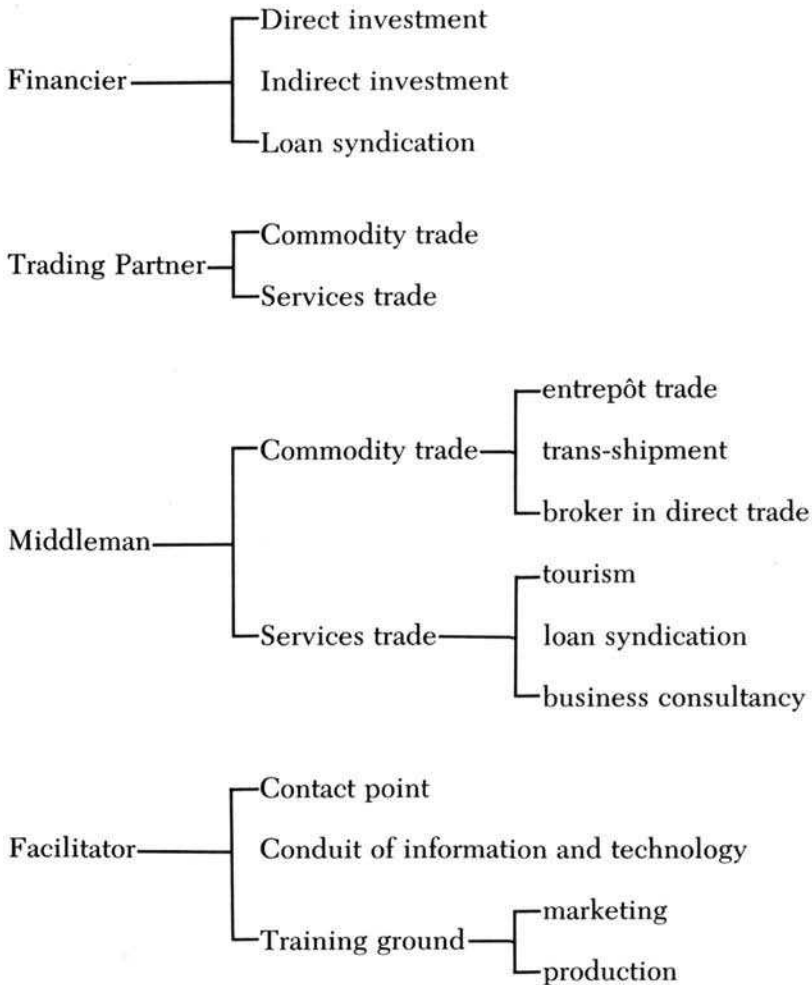 Direct investment
Financier
Indirect investment
Loan syndication
Commodity trade
Trading Partner
Services trade
entrepôt trade
Commodity trade
trans-shipment
broker in direct trade
Middleman
tourism
Services trade
loan syndication
business consultancy
Contact point
Facilitator
Conduit of information and technology
marketing
Training ground
production